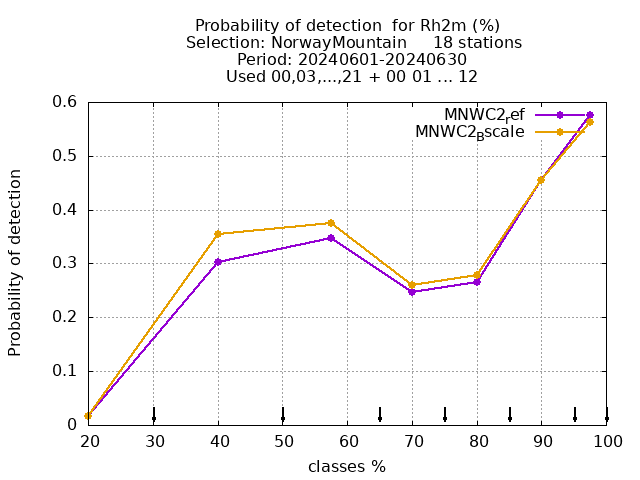 Probability of detection  for Rh2m (%)
Selection: NorwayMountain     18 stations
Period: 20240601-20240630
Used 00,03,...,21 + 00 01 ... 12
MNWC2ref
MNWC2Bscale
Probability of detection
0.6
0.5
0.4
0.3
0.2
0.1
0
20 30 40 50 60 70 80 90 100
classes %